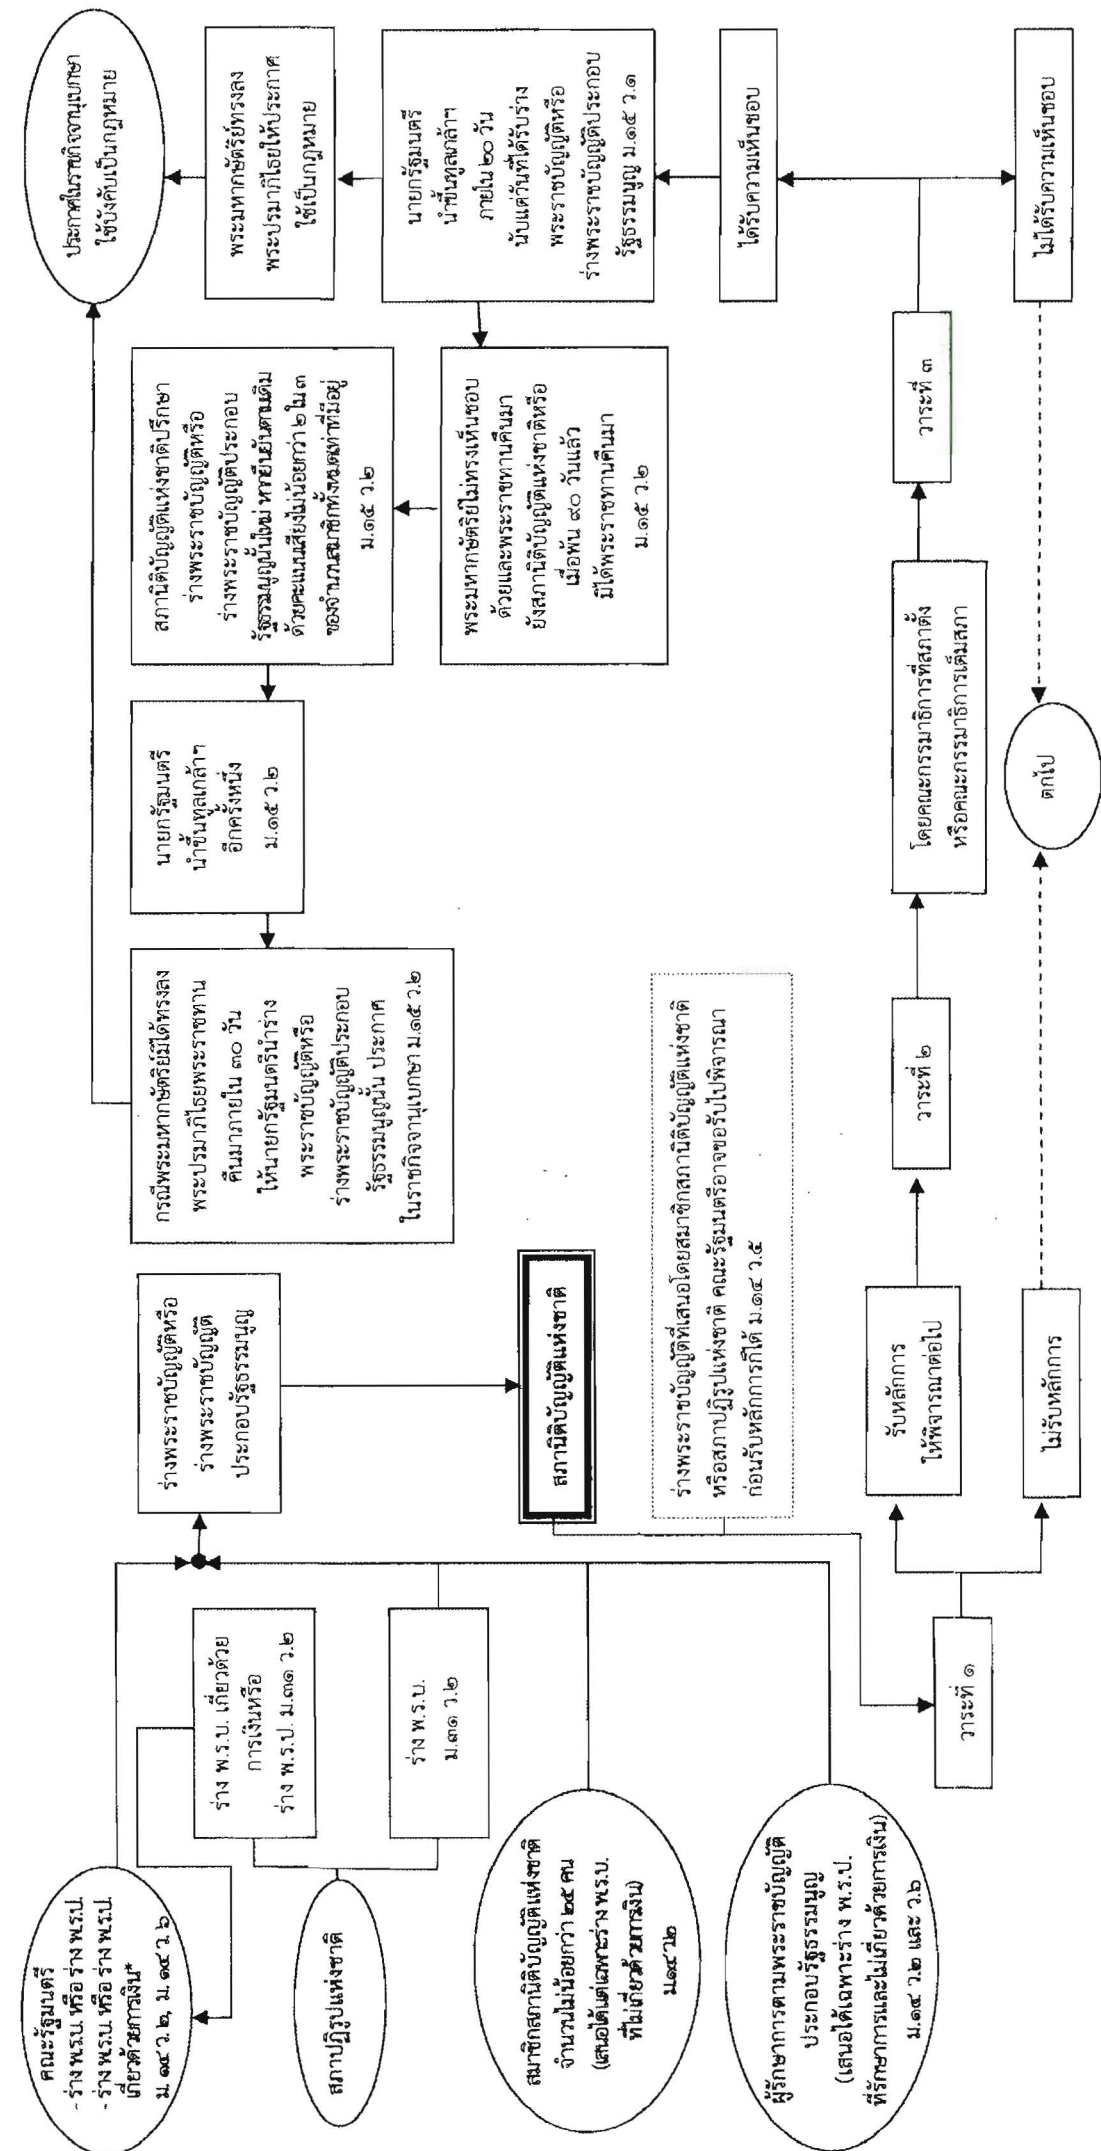 คณะรัฐมนตรี
- ร่าง พ.ร.บ. หรือ ร่าง พ.ร.ป.
- ร่าง พ.ร.บ. หรือ ร่าง พ.ร.ป.
เกี่ยวด้วยการเงิน*
ม. ๑๔ ว. ๒, ม. ๑๔ ว. ๖
สภาปฏิรูปแห่งชาติ
สมาชิกสภานิติบัญญัติแห่งชาติ
จำนวนไม่น้อยกว่า ๒๕ คน
(เสนอได้แต่เฉพาะร่าง พ.ร.บ.
ที่ไม่เกี่ยวด้วยการเงิน)
ม.๑๔ ว.๒
ผู้รักษาการตามพระราชบัญญัติ
ประกอบรัฐธรรมนูญ
(เสนอได้เฉพาะร่าง พ.ร.ป.
ที่รักษาการและไม่เกี่ยวด้วยการเงิน)
ม.๑๔ ว.๒ และ ว.๖
ร่าง พ.ร.บ. เกี่ยวด้วย
การเงินหรือ
ร่าง พ.ร.ป. ม.๓๑ ว.๒
ร่าง พ.ร.บ.
ม.๓๑ ว.๒
ร่างพระราชบัญญัติหรือ
ร่างพระราชบัญญัติ
ประกอบรัฐธรรมนูญ
สภานิติบัญญัติแห่งชาติ
ร่างพระราชบัญญัติที่เสนอโดยสมาชิกสภานิติบัญญัติแห่งชาติ
หรือสภาปฏิรูปแห่งชาติ คณะรัฐมนตรีอาจขอรับไปพิจารณา
ก่อนรับหลักการก็ได้ ม.๑๔ ว.๕
วาระที่ ๑
รับหลักการ
ให้พิจารณาต่อไป
ไม่รับหลักการ
วาระที่ ๒
โดยคณะกรรมาธิการที่สภาตั้ง
หรือคณะกรรมาธิการเต็มสภา
ตกไป
วาระที่ ๓
ได้รับความเห็นชอบ
ไม่ได้รับความเห็นชอบ
นายกรัฐมนตรี
นำขึ้นทูลเกล้าฯ
ภายใน ๒๐ วัน
นับแต่วันที่ได้รับร่าง
พระราชบัญญัติหรือ
ร่างพระราชบัญญัติประกอบ
รัฐธรรมนูญ ม.๑๕ ว.๑
พระมหากษัตริย์ทรงลง
พระปรมาภิไธยให้ประกาศ
ใช้เป็นกฎหมาย
ประกาศในราชกิจจานุเบกษา
ใช้บังคับเป็นกฎหมาย
พระมหากษัตริย์ไม่ทรงเห็นชอบ
ด้วยและพระราชทานคืนมา
ยังสภานิติบัญญัติแห่งชาติหรือ
เมื่อพ้น ๙๐ วันแล้ว
มิได้พระราชทานคืนมา
ม.๑๕ ว.๒
สภานิติบัญญัติแห่งชาติปรึกษา
ร่างพระราชบัญญัติหรือ
ร่างพระราชบัญญัติประกอบ
รัฐธรรมนูญนั้นใหม่ หากยืนยันตามเดิม
ด้วยคะแนนเสียงไม่น้อยกว่า ๒ ใน ๓
ของจำนวนสมาชิกทั้งหมดเท่าที่มีอยู่
ม.๑๕ ว.๒
นายกรัฐมนตรี
นำขึ้นทูลเกล้าฯ
อีกครั้งหนึ่ง
ม.๑๕ ว.๒
กรณีพระมหากษัตริย์มิได้ทรงลง
พระปรมาภิไธยพระราชทาน
คืนมาภายใน ๓๐ วัน
ให้นายกรัฐมนตรีนำร่าง
พระราชบัญญัติหรือ
ร่างพระราชบัญญัติประกอบ
รัฐธรรมนูญนั้น ประกาศ
ในราชกิจจานุเบกษา ม.๑๕ ว.๒